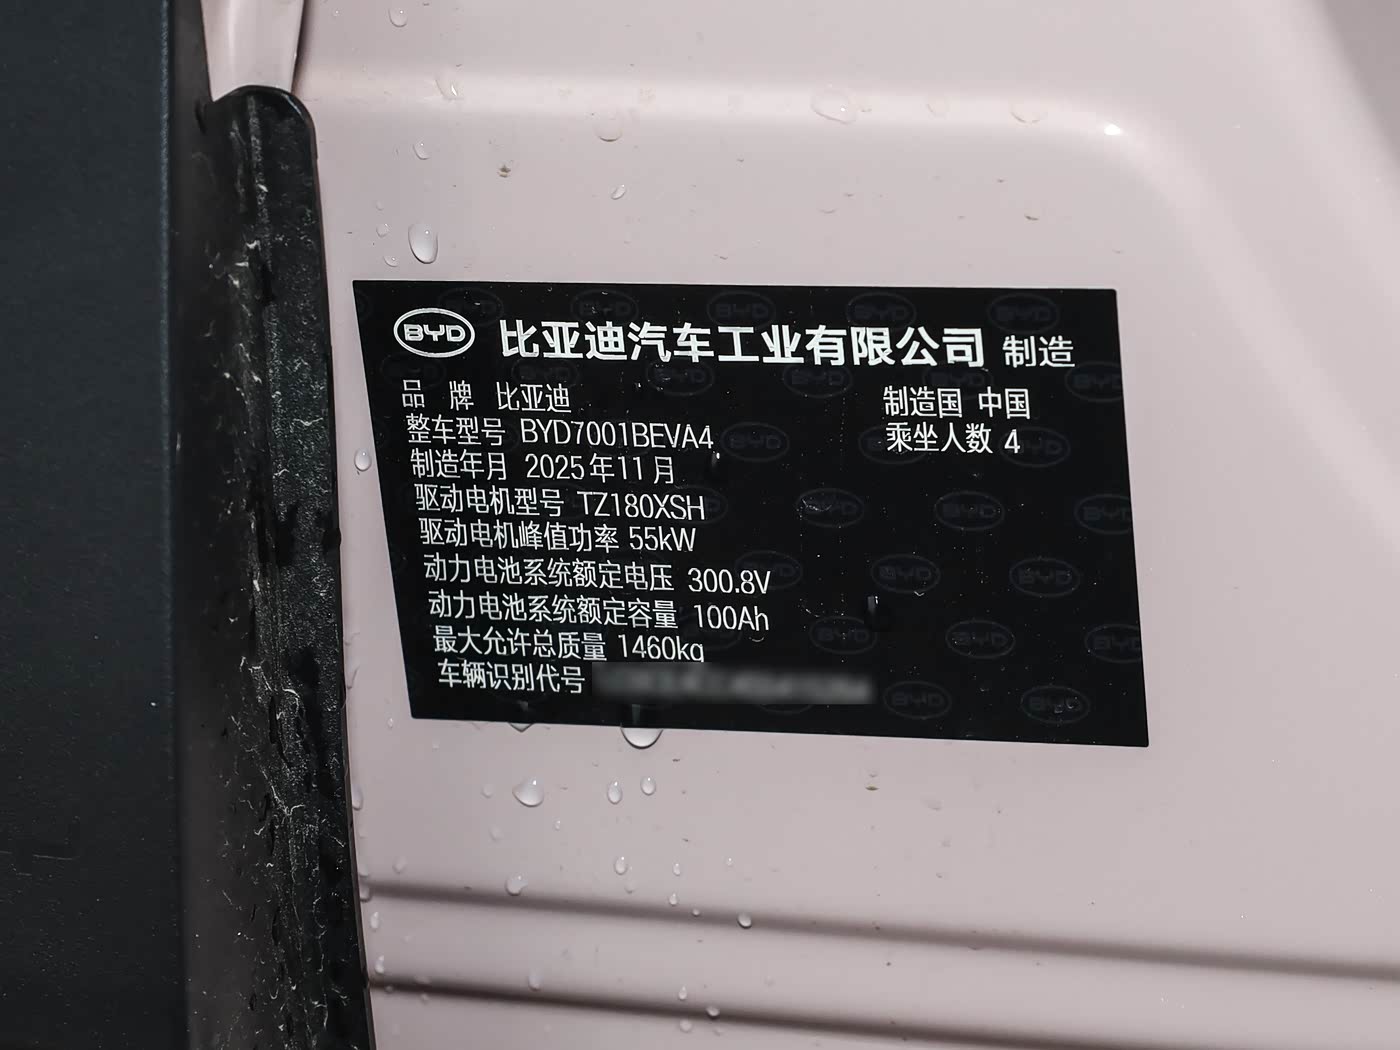 BYD 比亚迪汽车工业有限公司 制造
品 牌 比亚迪 制造国 中国
整车型号 BYD7001BEVA4 乘坐人数 4
制造年月 2025年11月
驱动电机型号 TZ180XSH
驱动电机峰值功率 55kW
动力电池系统额定电压 300.8V
动力电池系统额定容量 100Ah
最大允许总质量 1460kg
车辆识别代号